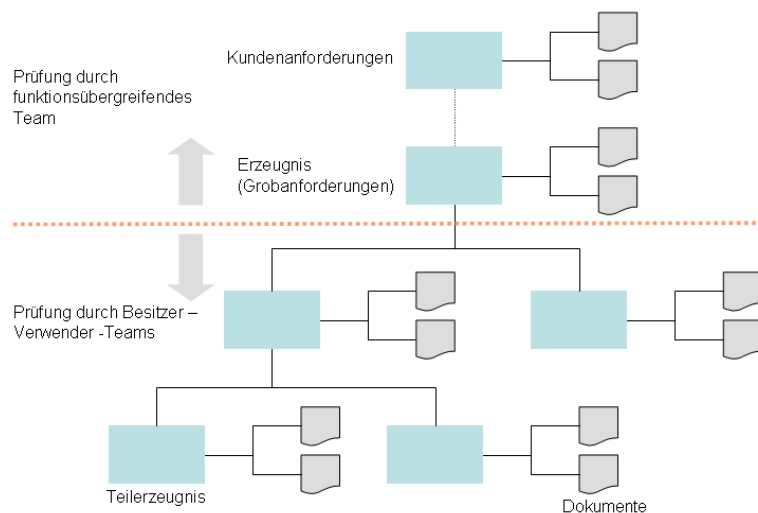 Kundenanforderungen
Prüfung durch
funktionsübergreifendes
Team
Erzeugnis
(Grobanforderungen)
Prüfung durch Besitzer –
Verwender -Teams
Teilerzeugnis
Dokumente